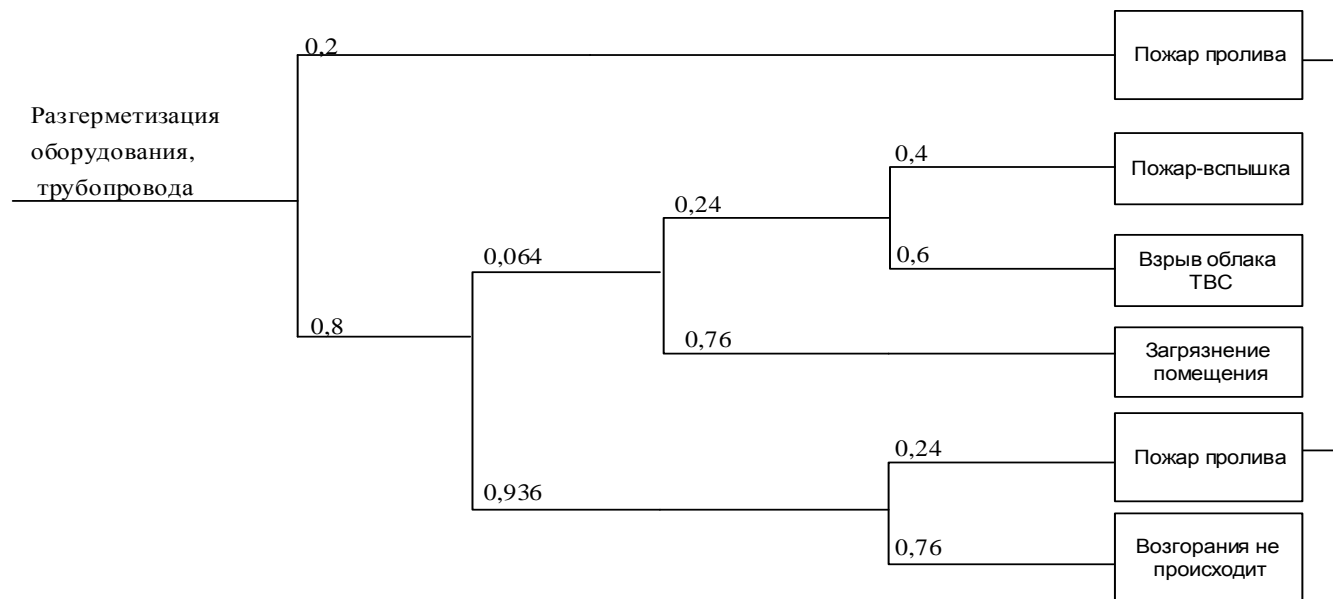 0,2
Пожар пролива
Разгерметизация
оборудования,
трубопровода
0,4
Пожар-вспышка
0,24
0,064
0,6
Взрыв облака
ТВС
0,8
0,76
Загрязнение
помещения
0,24
Пожар пролива
0,936
0,76
Возгорания не
происходит